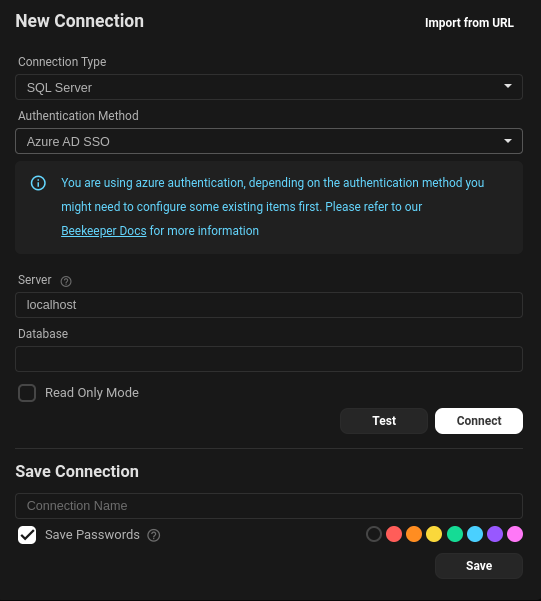 New Connection
Import from URL
Connection Type
SQL Server
Authentication Method
Azure AD SSO
You are using azure authentication, depending on the authentication method you
might need to configure some existing items first. Please refer to our
Beekeeper Docs for more information
Server
localhost
Database
Read Only Mode
Test
Connect
Save Connection
Connection Name
Save Passwords
Save